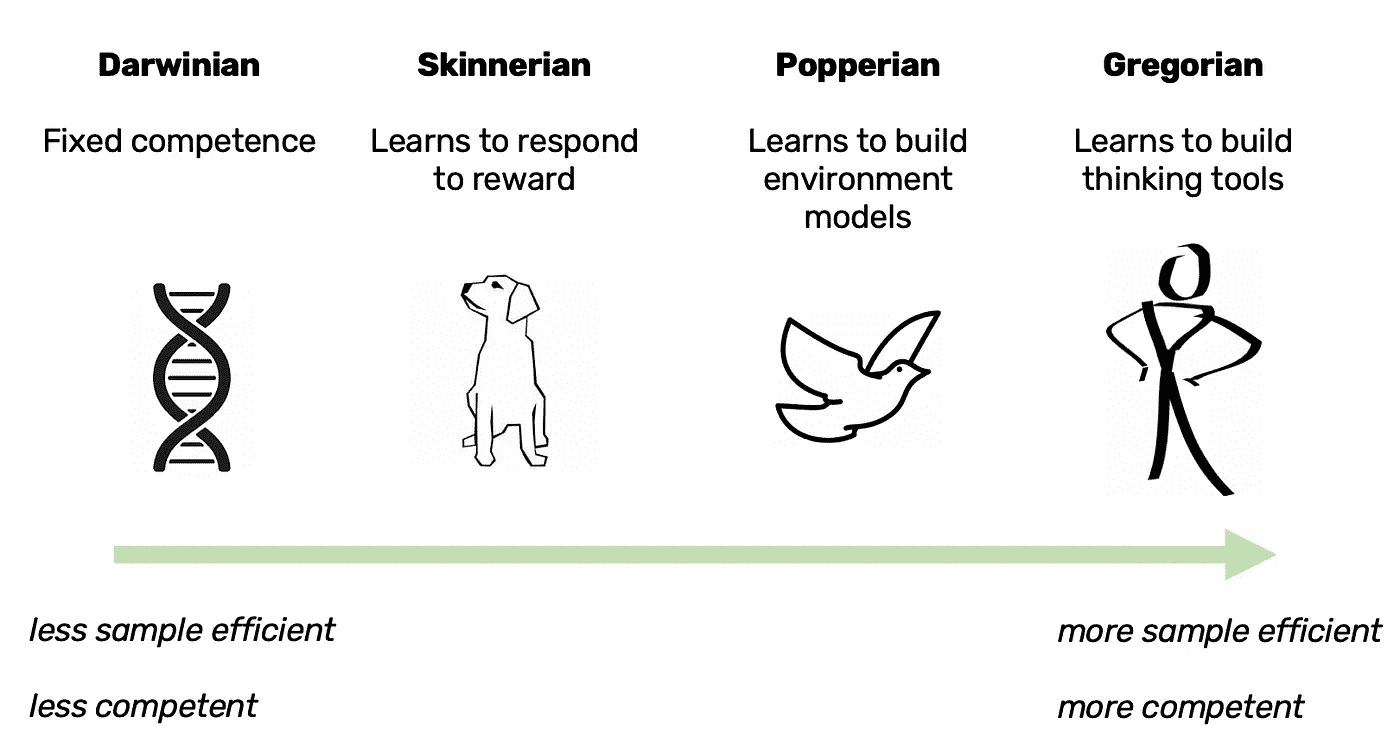 Darwinian
Fixed competence
Skinnerian
Learns to respond
to reward
Popperian
Learns to build
environment
models
Gregorian
Learns to build
thinking tools
less sample efficient
more sample efficient
less competent
more competent